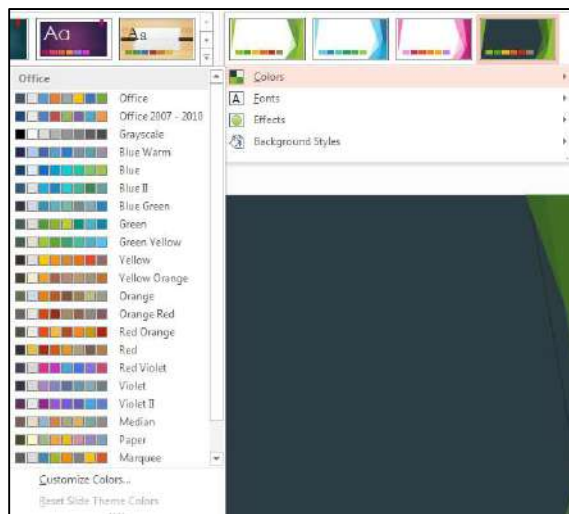 Aa
Aa
Office
Office
Office 2007 - 2010
Grayscale
Blue Warm
Blue
Blue II
Blue Green
Green
Green Yellow
Yellow
Yellow Orange
Orange
Orange Red
Red Orange
Red
Red Violet
Violet
Violet II
Median
Paper
Marquee
Customize Colors...
Reset Slide Theme Colors
Colors
A Fonts
Effects
Background Styles